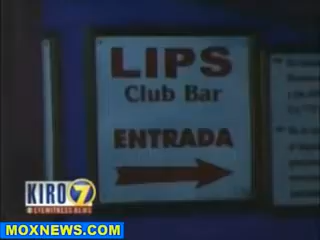 LIPS
Club Bar
ENTRADA
KIRO 7
EYEWITNESS NEWS
MOXNEWS.COM